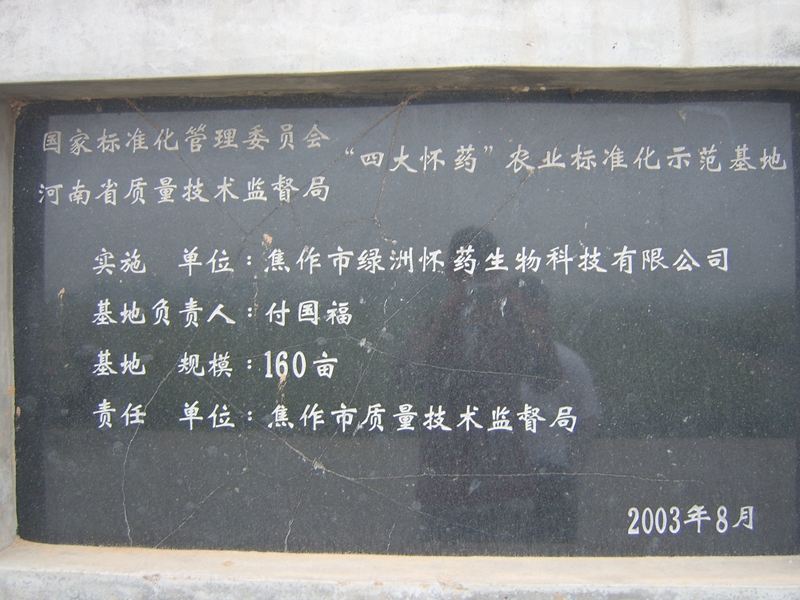 国家标准化管理委员会
河南省质量技术监督局
“四大怀药”农业标准化示范基地
实施 单位：焦作市绿洲怀药生物科技有限公司
基地负责人：付国福
基地 规模：160亩
责任 单位：焦作市质量技术监督局
2003年8月